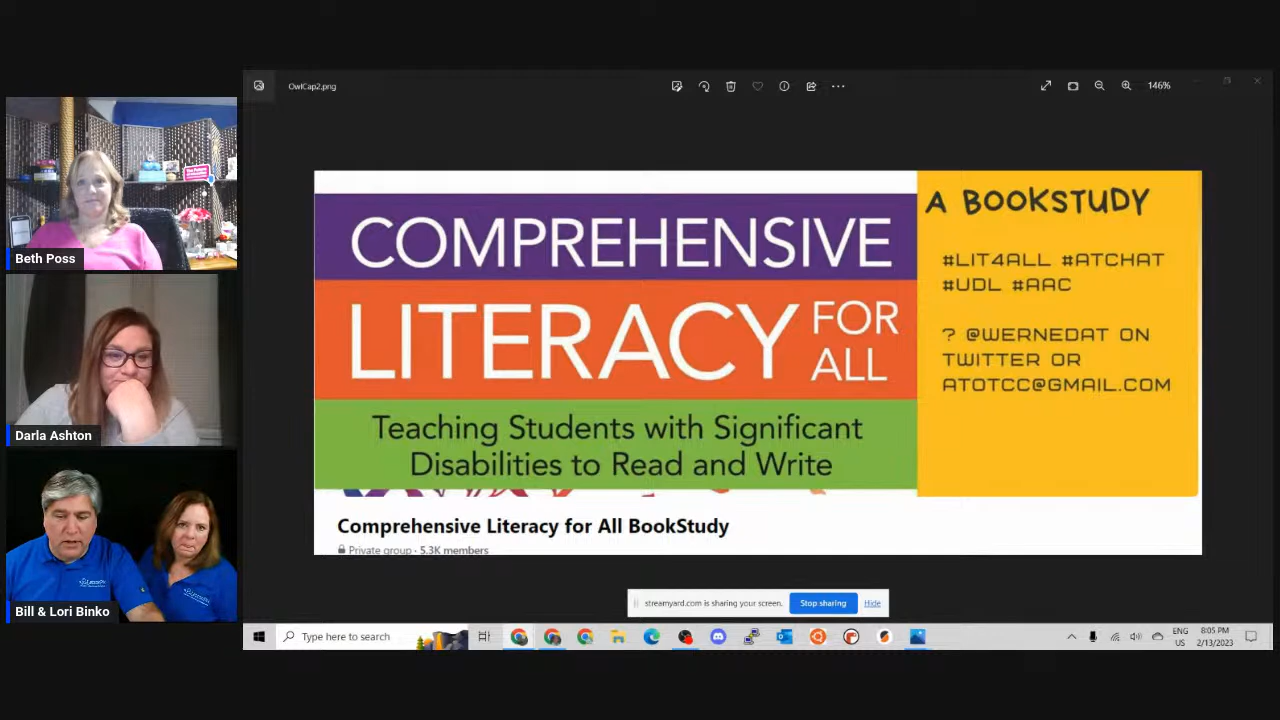 OwlCap2.png
146%
Beth Poss
Darla Ashton
Bill & Lori Binko
COMPREHENSIVE
LITERACY FOR ALL
Teaching Students with Significant
Disabilities to Read and Write
A BOOKSTUDY
#LIT4ALL #ATCHAT
#UDL #AAC
? @WERNEDAT ON
TWITTER OR
ATOTCC@GMAIL.COM
Comprehensive Literacy for All BookStudy
Private group · 5.3K members
streamyard.com is sharing your screen.
Stop sharing
Hide
Type here to search
ENG
US
8:05 PM
2/13/2023